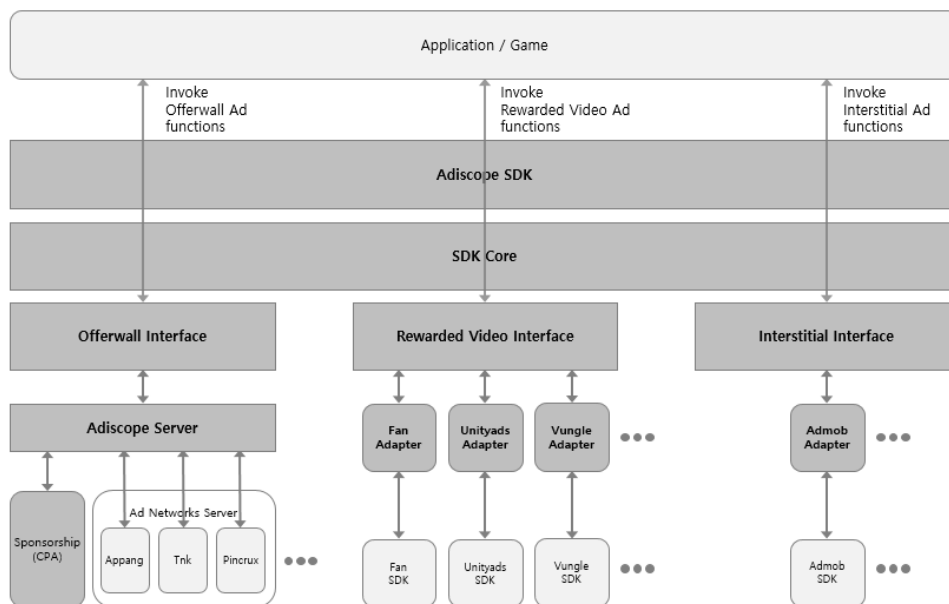 Application / Game
Invoke
Offerwall Ad
functions
Invoke
Rewarded Video Ad
functions
Invoke
Interstitial Ad
functions
Adiscope SDK
SDK Core
Offerwall Interface
Rewarded Video Interface
Interstitial Interface
Adiscope Server
Fan
Adapter
Unityads
Adapter
Vungle
Adapter
Admob
Adapter
Sponsorship
(CPA)
Ad Networks Server
Appang
Tnk
Pincrux
Fan
SDK
Unityads
SDK
Vungle
SDK
Admob
SDK